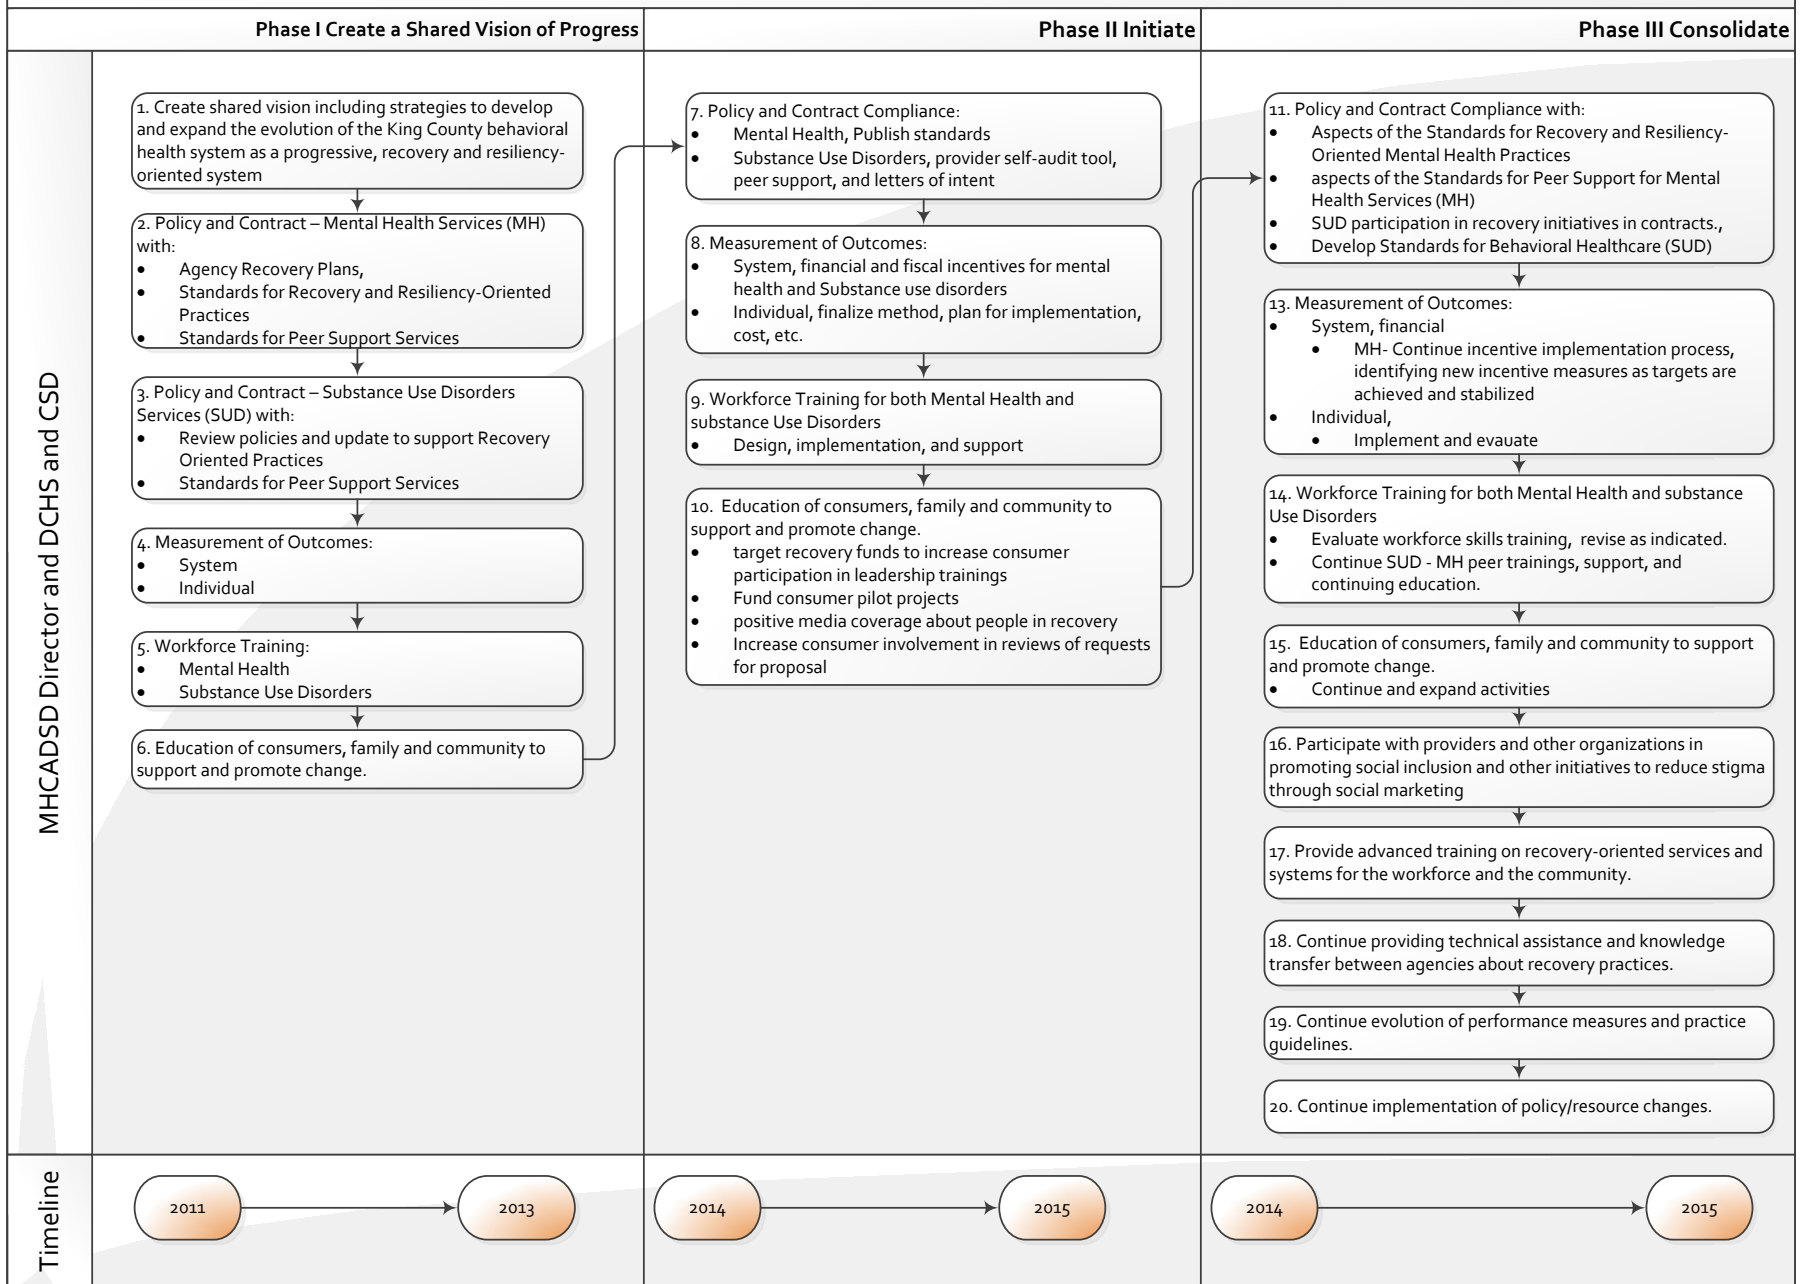 Phase I Create a Shared Vision of Progress
Phase II Initiate
Phase III Consolidate
MHCADSD Director and DCHS and CSD
1. Create shared vision including strategies to develop
and expand the evolution of the King County behavioral
health system as a progressive, recovery and resiliency-
oriented system
2. Policy and Contract – Mental Health Services (MH)
with:
• Agency Recovery Plans,
• Standards for Recovery and Resiliency-Oriented
Practices
• Standards for Peer Support Services
3. Policy and Contract – Substance Use Disorders
Services (SUD) with:
• Review policies and update to support Recovery
Oriented Practices
• Standards for Peer Support Services
4. Measurement of Outcomes:
• System
• Individual
5. Workforce Training:
• Mental Health
• Substance Use Disorders
6. Education of consumers, family and community to
support and promote change.
7. Policy and Contract Compliance:
• Mental Health, Publish standards
• Substance Use Disorders, provider self-audit tool,
peer support, and letters of intent
8. Measurement of Outcomes:
• System, financial and fiscal incentives for mental
health and Substance use disorders
• Individual, finalize method, plan for implementation,
cost, etc.
9. Workforce Training for both Mental Health and
substance Use Disorders
• Design, implementation, and support
10. Education of consumers, family and community to
support and promote change.
• target recovery funds to increase consumer
participation in leadership trainings
• Fund consumer pilot projects
• positive media coverage about people in recovery
• Increase consumer involvement in reviews of requests
for proposal
11. Policy and Contract Compliance with:
• Aspects of the Standards for Recovery and Resiliency-
Oriented Mental Health Practices
• aspects of the Standards for Peer Support for Mental
Health Services (MH)
• SUD participation in recovery initiatives in contracts.,
• Develop Standards for Behavioral Healthcare (SUD)
13. Measurement of Outcomes:
• System, financial
• MH- Continue incentive implementation process,
identifying new incentive measures as targets are
achieved and stabilized
• Individual,
• Implement and evauate
14. Workforce Training for both Mental Health and substance
Use Disorders
• Evaluate workforce skills training, revise as indicated.
• Continue SUD - MH peer trainings, support, and
continuing education.
15. Education of consumers, family and community to support
and promote change.
• Continue and expand activities
16. Participate with providers and other organizations in
promoting social inclusion and other initiatives to reduce stigma
through social marketing
17. Provide advanced training on recovery-oriented services and
systems for the workforce and the community.
18. Continue providing technical assistance and knowledge
transfer between agencies about recovery practices.
19. Continue evolution of performance measures and practice
guidelines.
20. Continue implementation of policy/resource changes.
Timeline
2011
2013
2014
2015
2014
2015